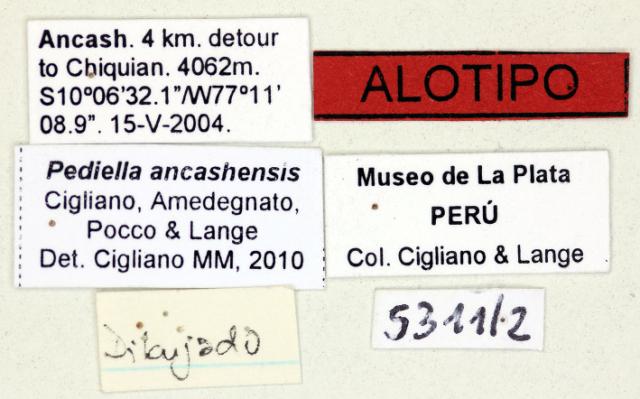 Ancash. 4 km. detour
to Chiquian. 4062m.
S10º06'32.1"/W77º11'
08.9". 15-V-2004.
ALOTIPO
Pediella ancashensis
Cigliano, Amedegnato,
Pocco & Lange
Det. Cigliano MM, 2010
Museo de La Plata
PERÚ
Col. Cigliano & Lange
Dibujado
5311/2